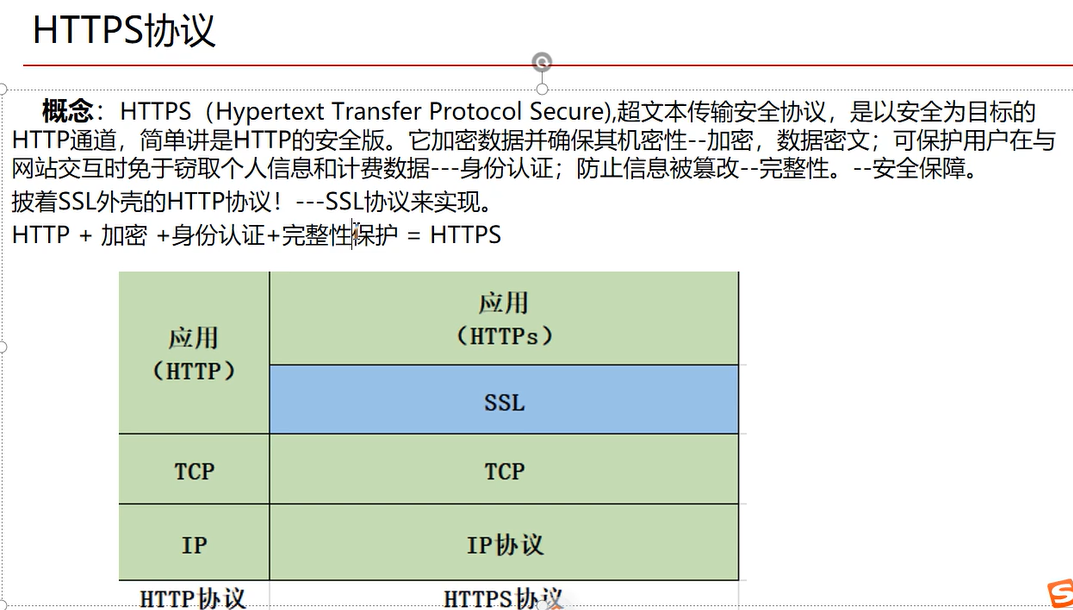 HTTPS协议
概念：HTTPS（Hypertext Transfer Protocol Secure),超文本传输安全协议，是以安全为目标的
HTTP通道，简单讲是HTTP的安全版。它加密数据并确保其机密性--加密，数据密文；可保护用户在与
网站交互时免于窃取个人信息和计费数据---身份认证；防止信息被篡改--完整性。--安全保障。
披着SSL外壳的HTTP协议！---SSL协议来实现。
HTTP + 加密 +身份认证+完整性保护 = HTTPS
应用
（HTTP）
应用
（HTTPs）
SSL
TCP
TCP
IP
IP协议
HTTP协议
HTTPS协议